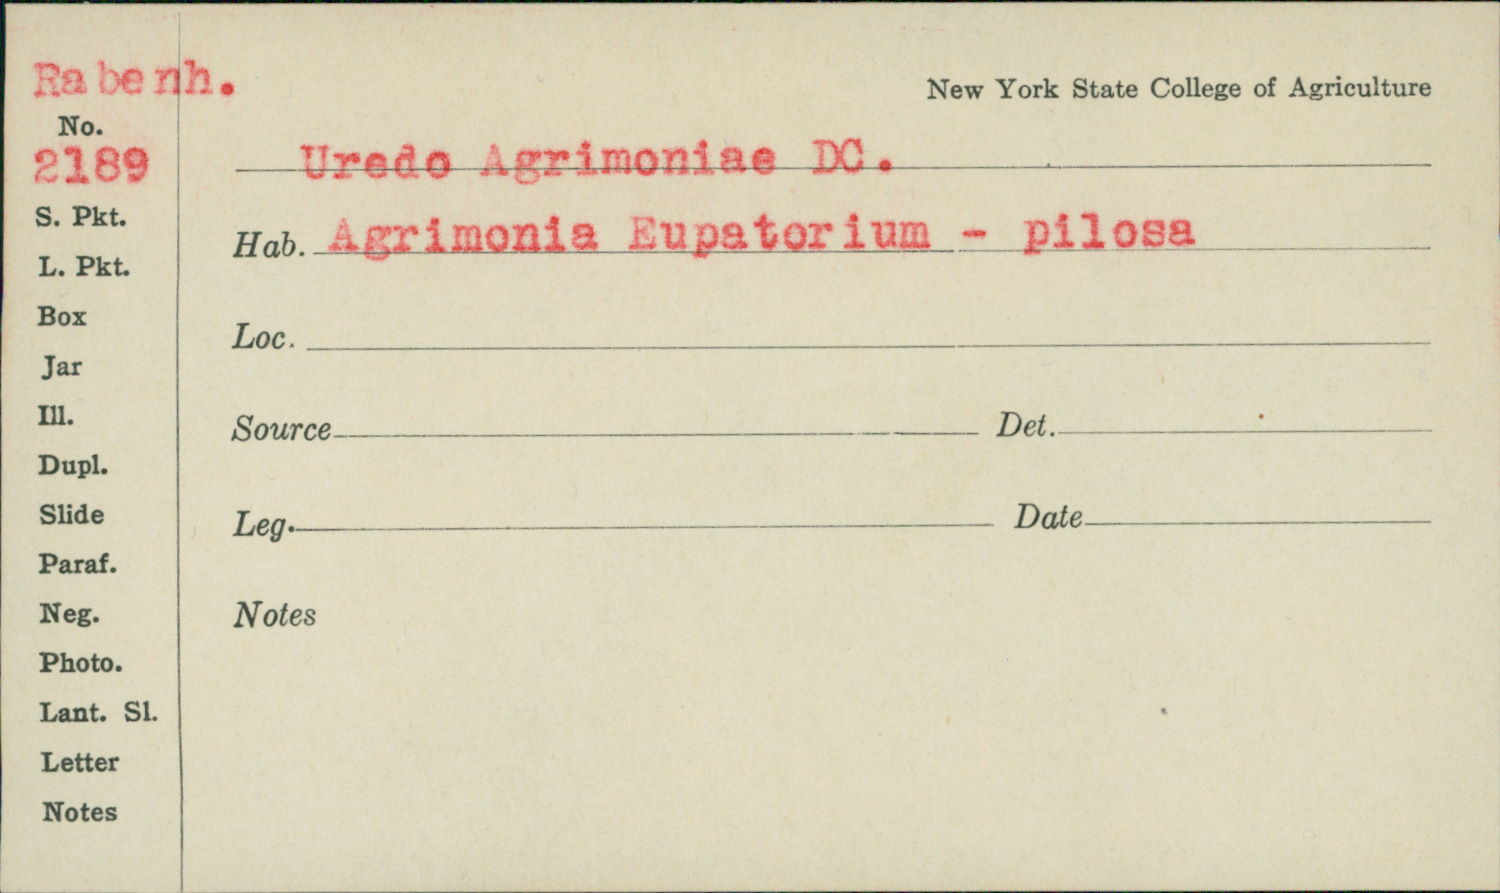 Rabenh.
New York State College of Agriculture
No.
2189
Uredo Agrimoniae DC.
S. Pkt.
Hab. Agrimonia Eupatorium - pilosa
L. Pkt.
Box
Loc.
Jar
Ill.
Source Det.
Dupl.
Slide
Leg. Date
Paraf.
Neg.
Notes
Photo.
Lant. Sl.
Letter
Notes